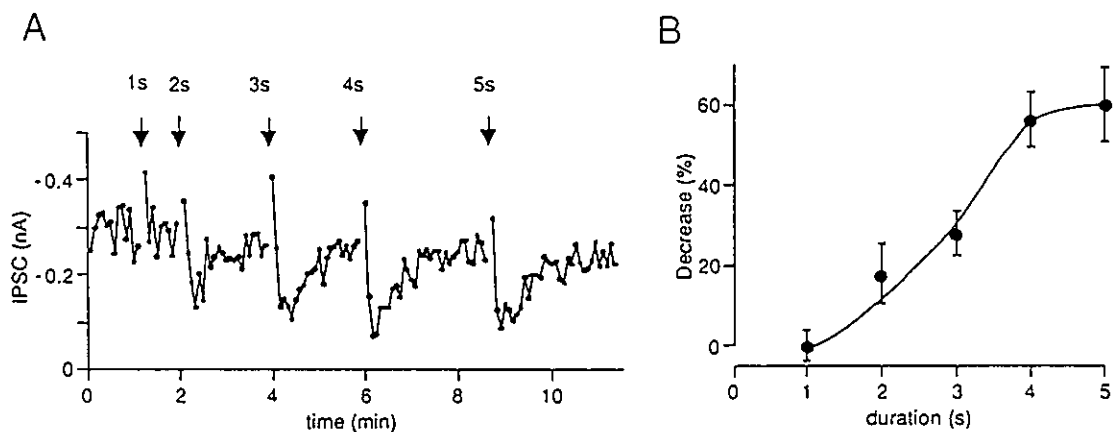 A
1s 2s 3s 4s 5s
IPSC (nA)
-0.4
-0.2
0
0 2 4 6 8 10
time (min)
B
Decrease (%)
60
40
20
0
0 1 2 3 4 5
duration (s)